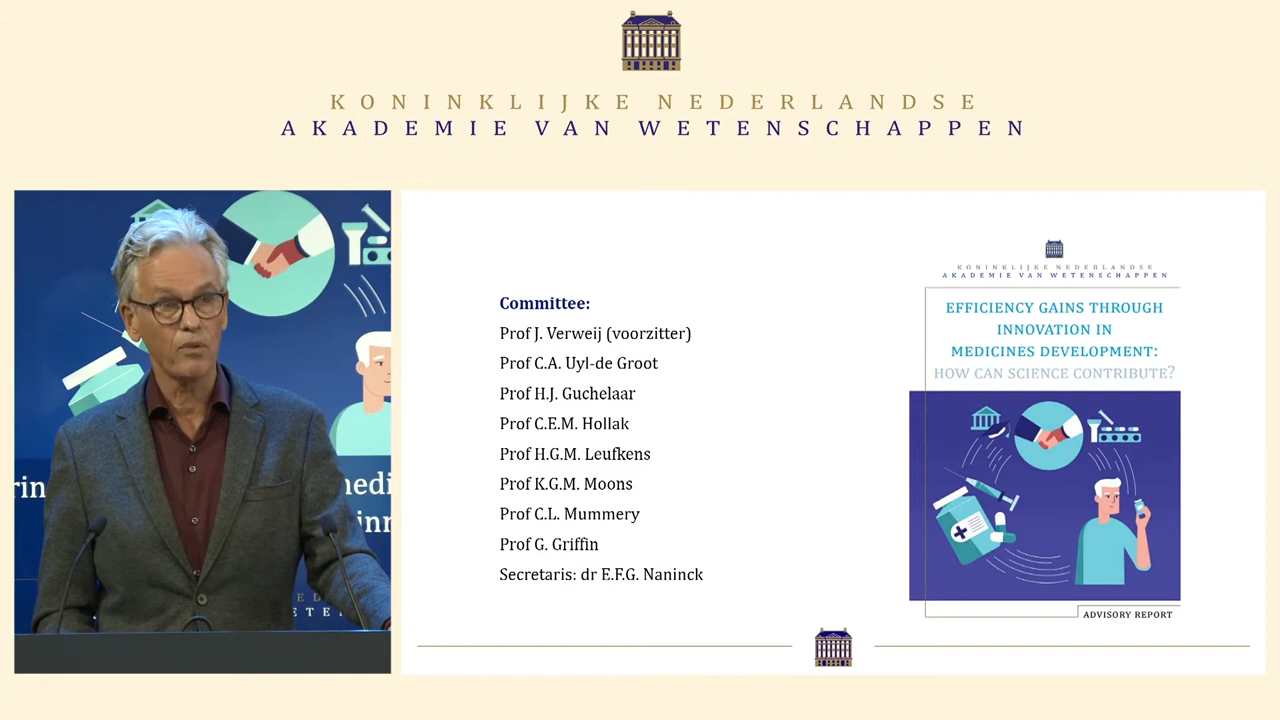 KONINKLIJKE NEDERLANDSE
AKADEMIE VAN WETENSCHAPPEN
Committee:
Prof J. Verweij (voorzitter)
Prof C.A. Uyl-de Groot
Prof H.J. Guchelaar
Prof C.E.M. Hollak
Prof H.G.M. Leufkens
Prof K.G.M. Moons
Prof C.L. Mummery
Prof G. Griffin
Secretaris: dr E.F.G. Naninck
KONINKLIJKE NEDERLANDSE
AKADEMIE VAN WETENSCHAPPEN
EFFICIENCY GAINS THROUGH
INNOVATION IN
MEDICINES DEVELOPMENT:
HOW CAN SCIENCE CONTRIBUTE?
ADVISORY REPORT